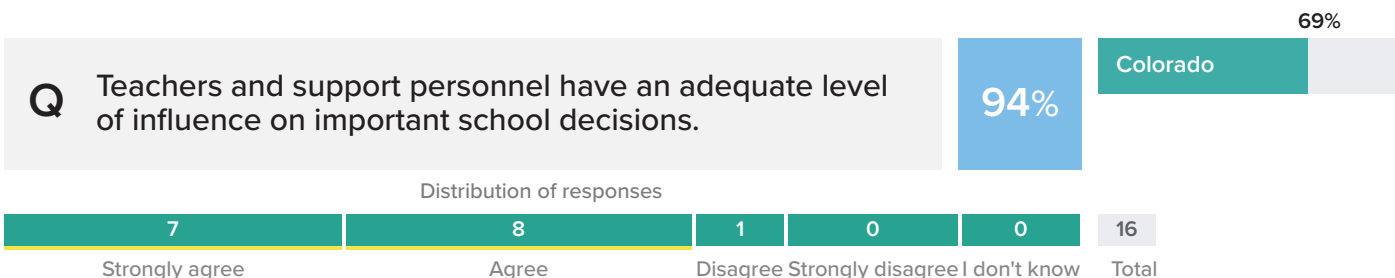 69%
Q Teachers and support personnel have an adequate level
of influence on important school decisions.
94%
Colorado
Distribution of responses
7 8 1 0 0 16
Strongly agree Agree Disagree Strongly disagree I don't know Total